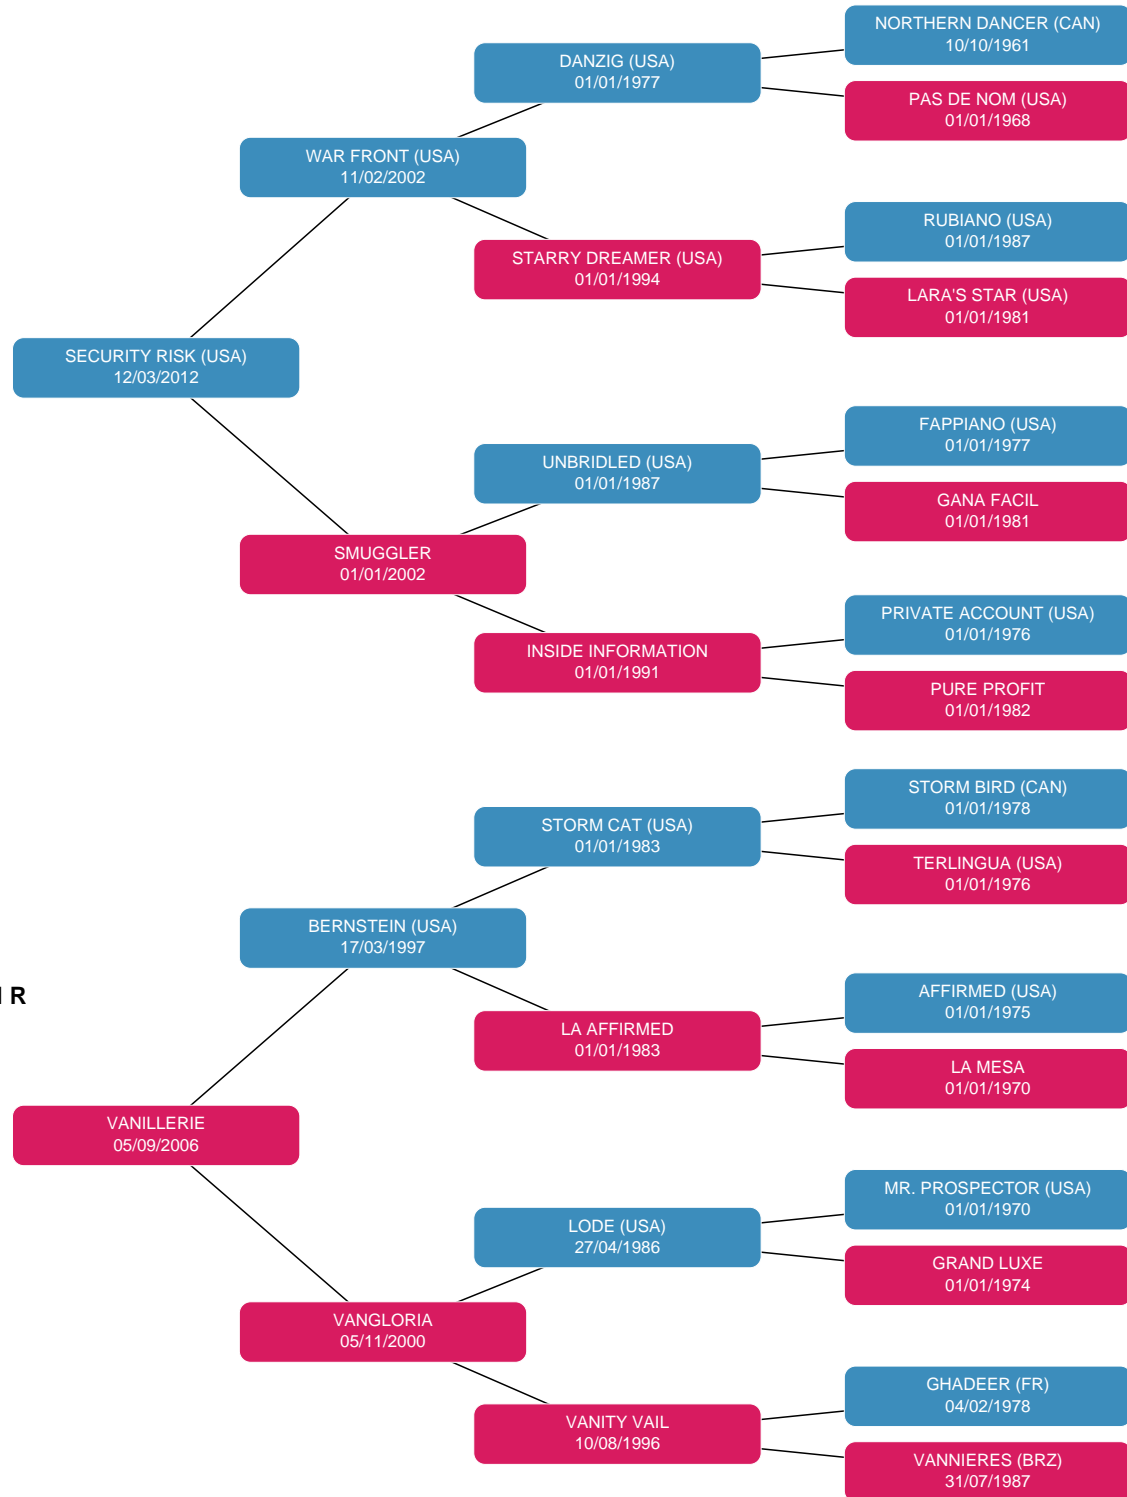 NORTHERN DANCER (CAN)
10/10/1961
DANZIG (USA)
01/01/1977
PAS DE NOM (USA)
01/01/1968
WAR FRONT (USA)
11/02/2002
RUBIANO (USA)
01/01/1987
STARRY DREAMER (USA)
01/01/1994
LARA'S STAR (USA)
01/01/1981
SECURITY RISK (USA)
12/03/2012
FAPPIANO (USA)
01/01/1977
UNBRIDLED (USA)
01/01/1987
GANA FACIL
01/01/1981
SMUGGLER
01/01/2002
PRIVATE ACCOUNT (USA)
01/01/1976
INSIDE INFORMATION
01/01/1991
PURE PROFIT
01/01/1982
STORM BIRD (CAN)
01/01/1978
STORM CAT (USA)
01/01/1983
TERLINGUA (USA)
01/01/1976
BERNSTEIN (USA)
17/03/1997
AFFIRMED (USA)
01/01/1975
LA AFFIRMED
01/01/1983
LA MESA
01/01/1970
R
VANILLERIE
05/09/2006
MR. PROSPECTOR (USA)
01/01/1970
LODE (USA)
27/04/1986
GRAND LUXE
01/01/1974
VANGLORIA
05/11/2000
GHADEER (FR)
04/02/1978
VANITY VAIL
10/08/1996
VANNIERES (BRZ)
31/07/1987